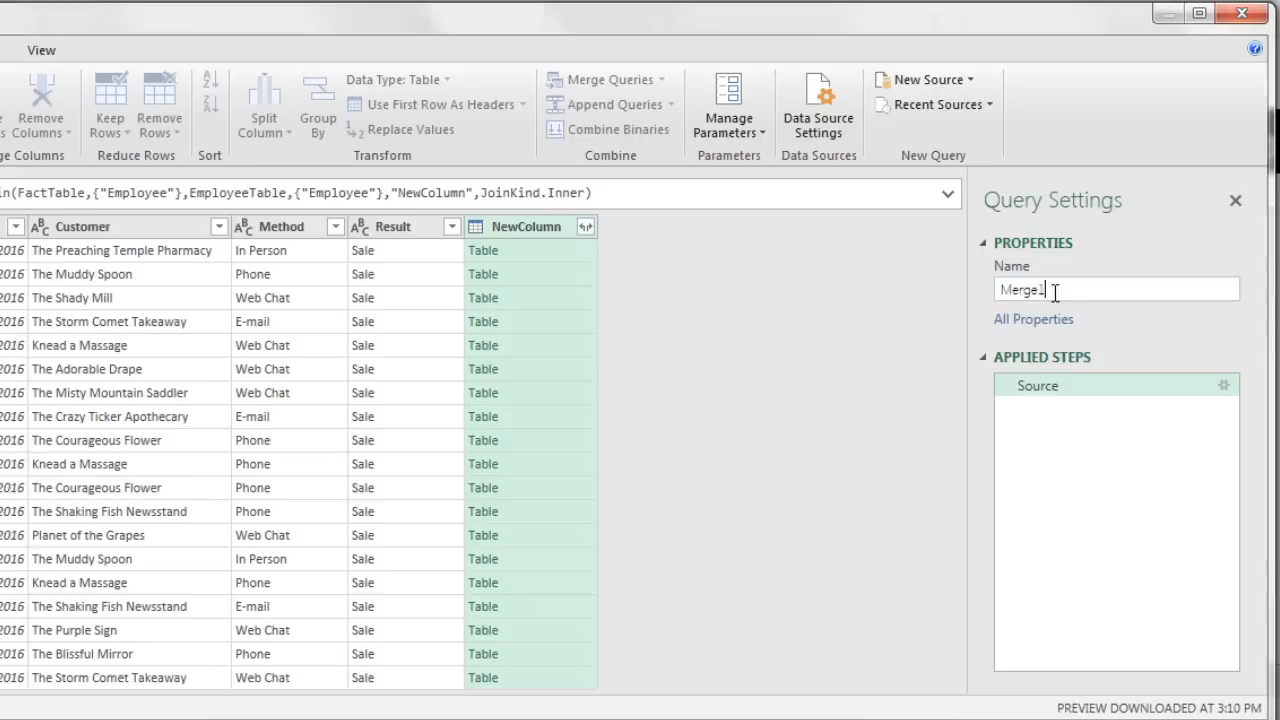 View
Remove Columns
Keep Rows
Remove Rows
Split Column
Group By
Data Type: Table
Use First Row As Headers
Replace Values
Merge Queries
Append Queries
Combine Binaries
Manage Parameters
Data Source Settings
New Source
Recent Sources
Columns
Reduce Rows
Sort
Transform
Combine
Parameters
Data Sources
New Query
(FactTable,{"Employee"},EmployeeTable,{"Employee"},"NewColumn",JoinKind.Inner)
Customer Method Result NewColumn
2016 The Preaching Temple Pharmacy In Person Sale Table
2016 The Muddy Spoon Phone Sale Table
2016 The Shady Mill Web Chat Sale Table
2016 The Storm Comet Takeaway E-mail Sale Table
2016 Knead a Massage Web Chat Sale Table
2016 The Adorable Drape Web Chat Sale Table
2016 The Misty Mountain Saddler Web Chat Sale Table
2016 The Crazy Ticker Apothecary E-mail Sale Table
2016 The Courageous Flower Phone Sale Table
2016 Knead a Massage Phone Sale Table
2016 The Courageous Flower Phone Sale Table
2016 The Shaking Fish Newsstand Phone Sale Table
2016 Planet of the Grapes Web Chat Sale Table
2016 The Muddy Spoon In Person Sale Table
2016 Knead a Massage Phone Sale Table
2016 The Shaking Fish Newsstand E-mail Sale Table
2016 The Purple Sign Web Chat Sale Table
2016 The Blissful Mirror Phone Sale Table
2016 The Storm Comet Takeaway Web Chat Sale Table
Query Settings
PROPERTIES
Name
Merge1
All Properties
APPLIED STEPS
Source
PREVIEW DOWNLOADED AT 3:10 PM